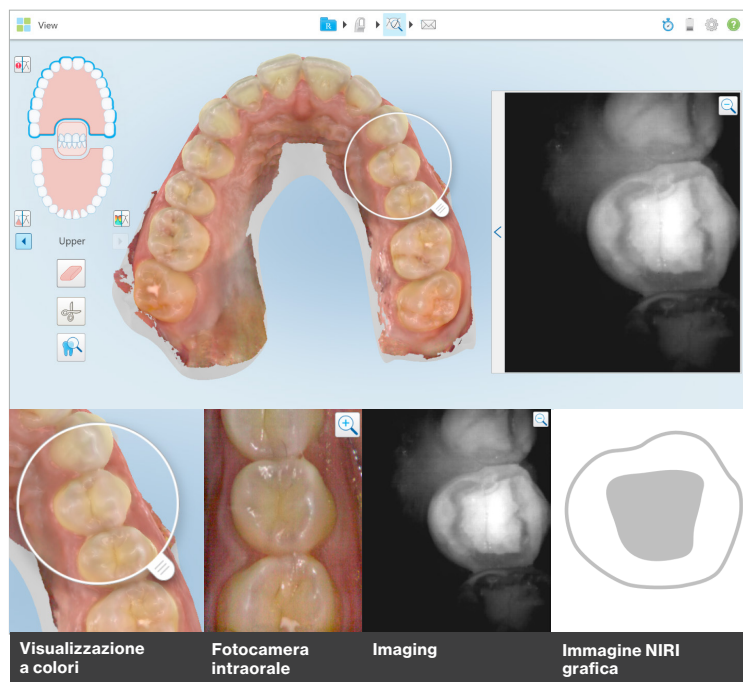 View
R
Upper
Visualizzazione
a colori
Fotocamera
intraorale
Imaging
Immagine NIRI
grafica